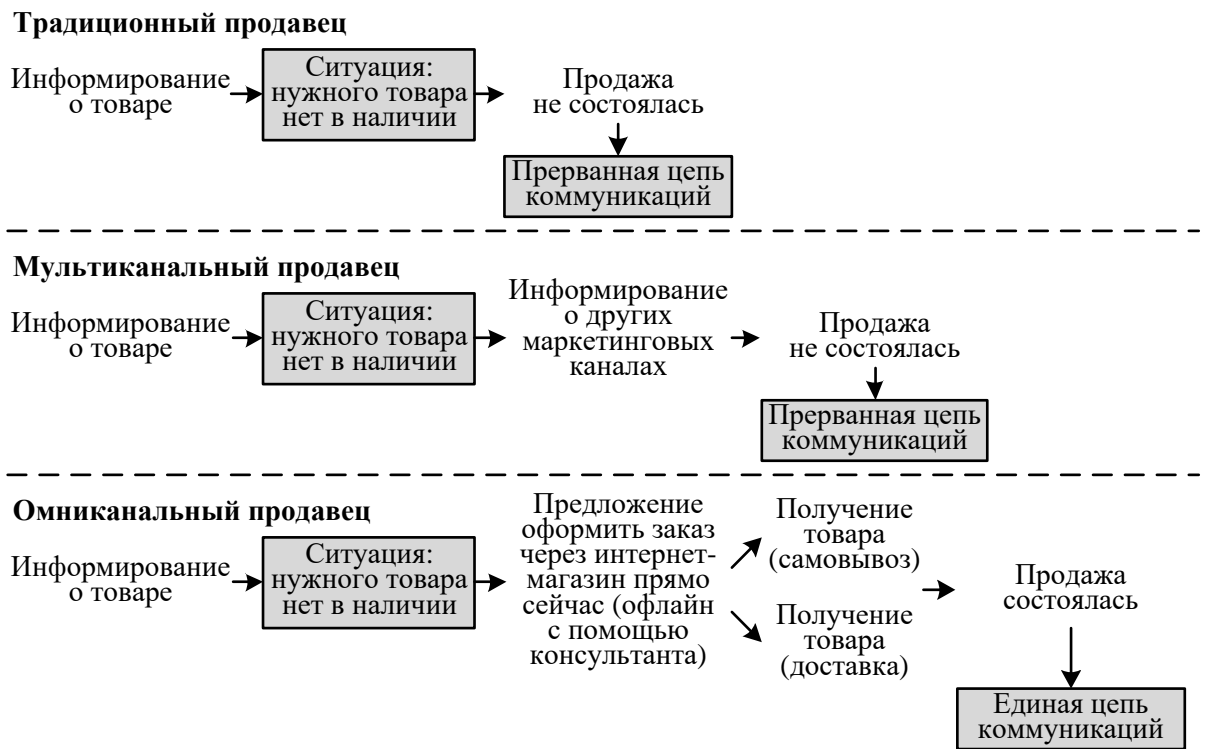 Традиционный продавец
Информирование
о товаре
Ситуация:
нужного товара
нет в наличии
Продажа
не состоялась
Прерванная цепь
коммуникаций
Мультиканальный продавец
Информирование
о товаре
Ситуация:
нужного товара
нет в наличии
Информирование
о других
маркетинговых
каналах
Продажа
не состоялась
Прерванная цепь
коммуникаций
Омниканальный продавец
Информирование
о товаре
Ситуация:
нужного товара
нет в наличии
Предложение
оформить заказ
через интернет-
магазин прямо
сейчас (офлайн
с помощью
консультанта)
Получение
товара
(самовывоз)
Получение
товара
(доставка)
Продажа
состоялась
Единая цепь
коммуникаций